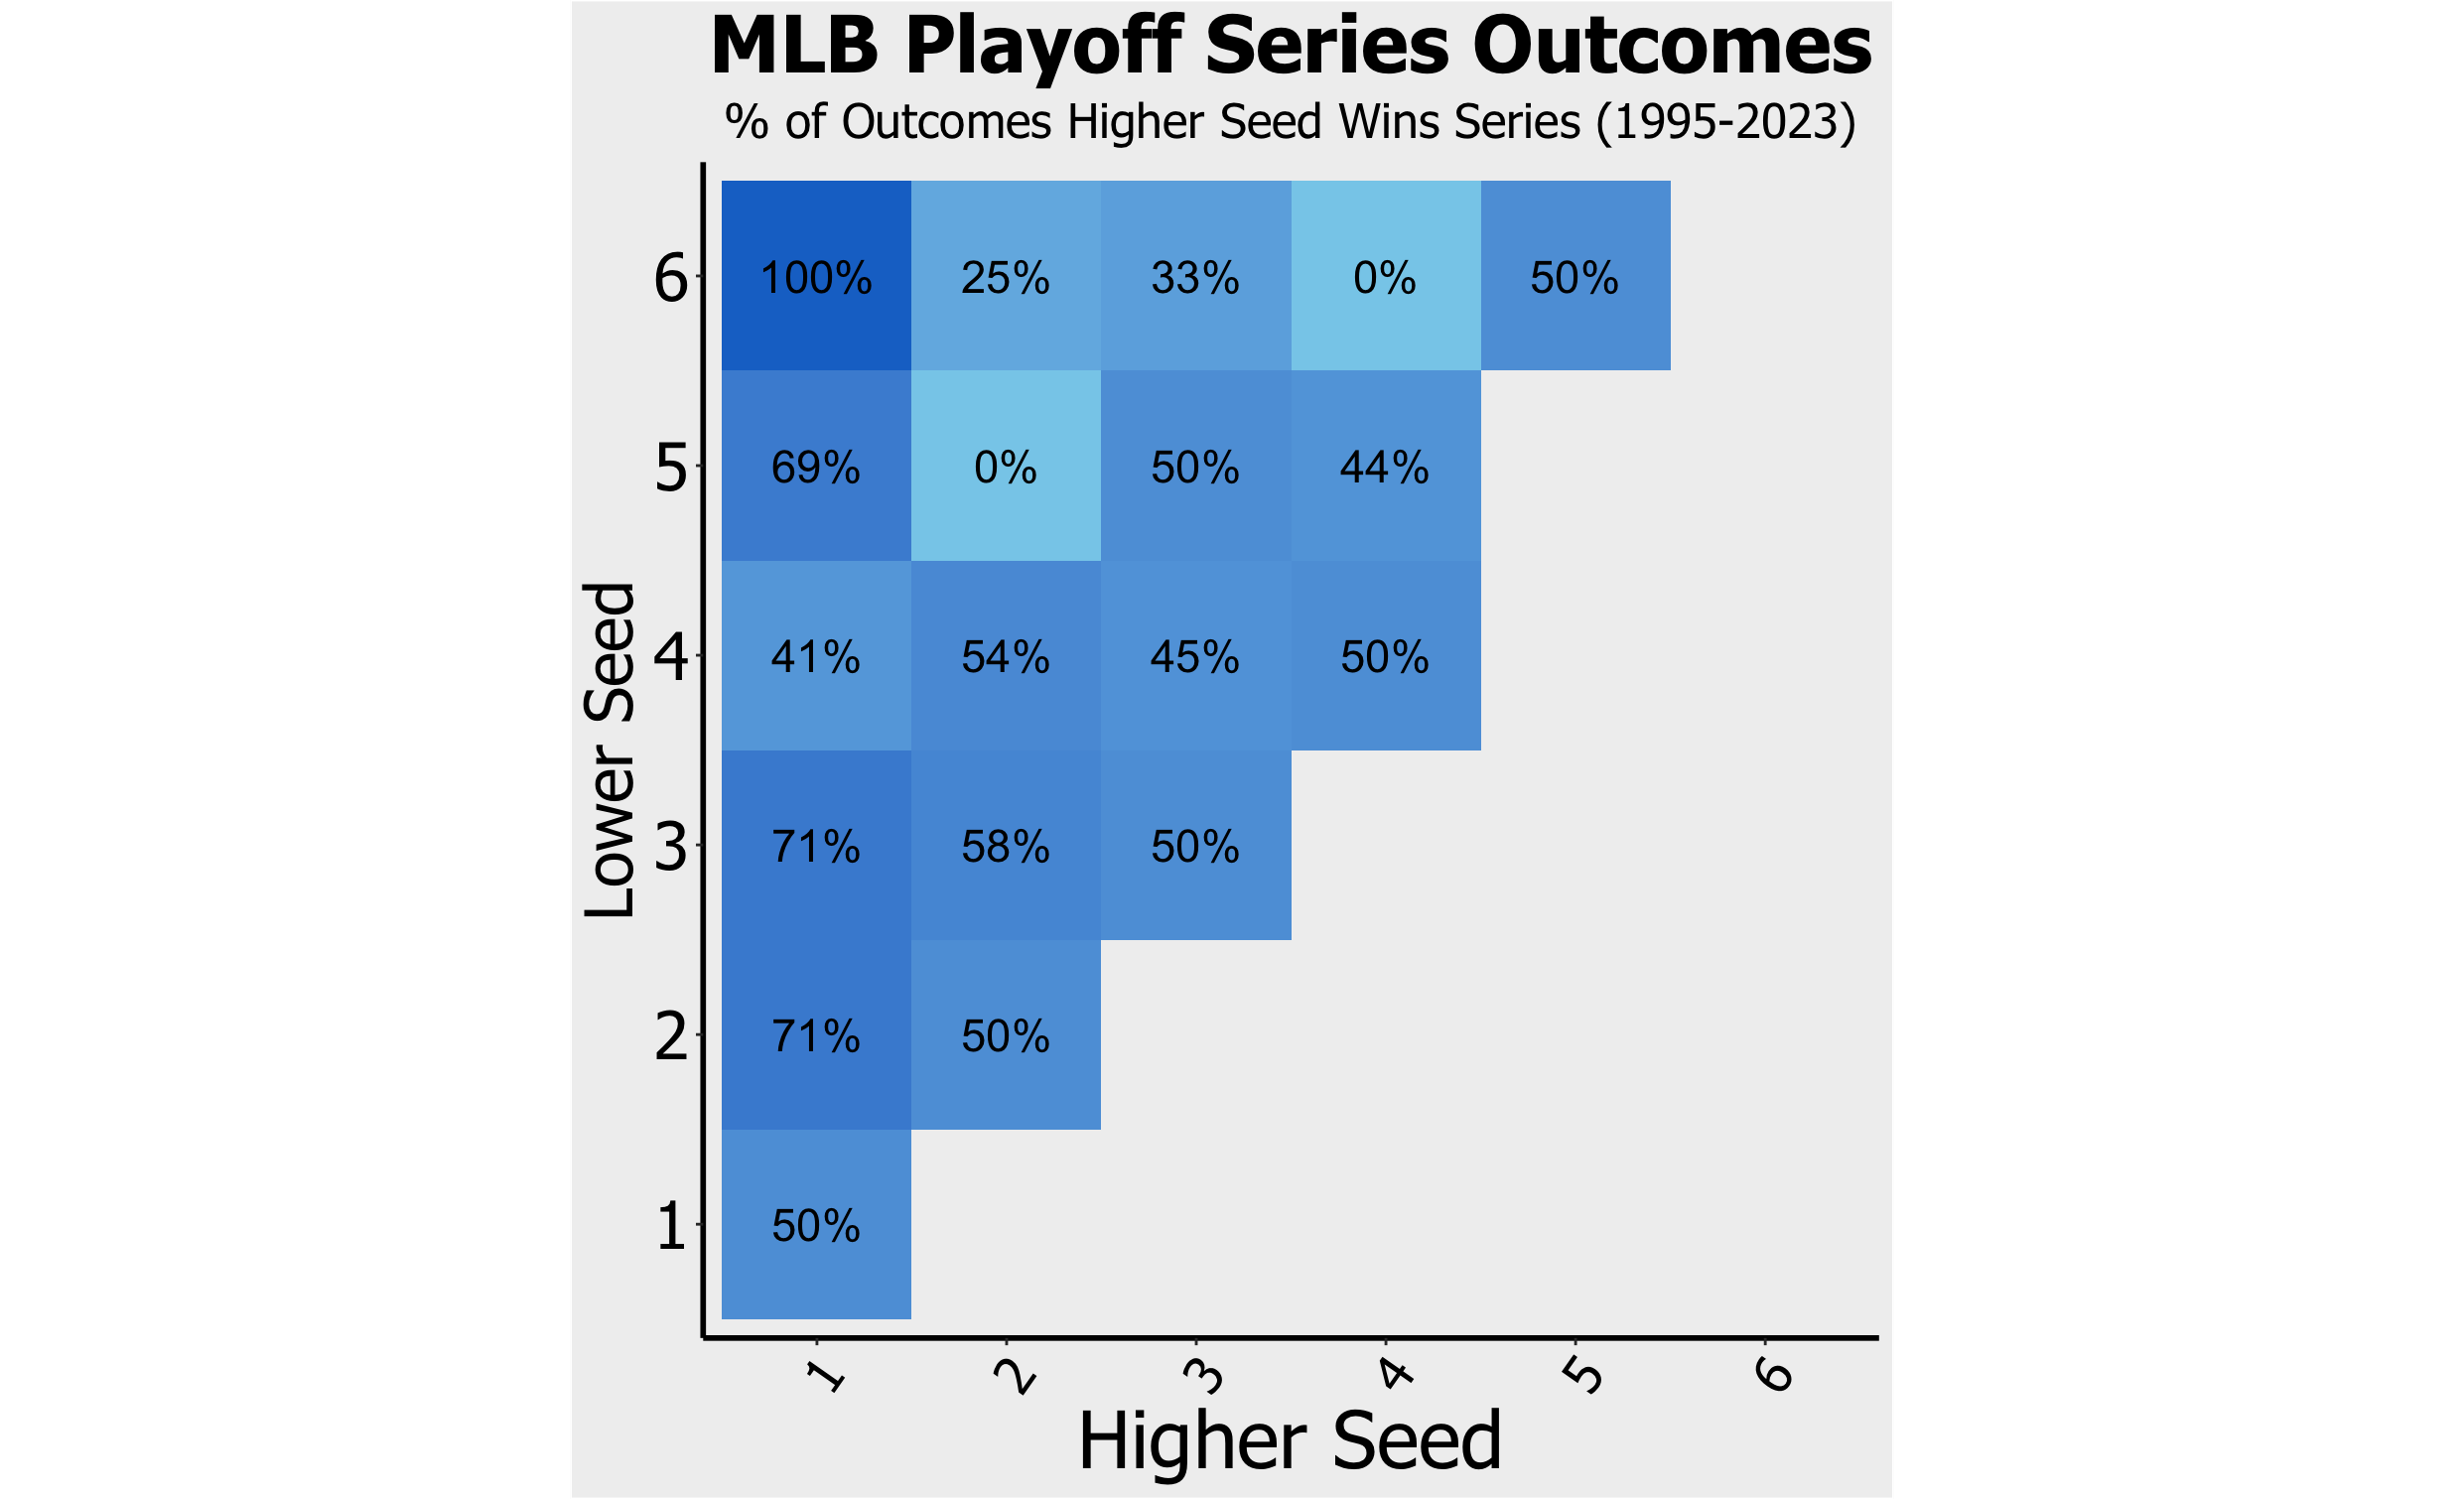 MLB Playoff Series Outcomes
% of Outcomes Higher Seed Wins Series (1995-2023)
6 100% 25% 33% 0% 50%
5 69% 0% 50% 44%
4 41% 54% 45% 50%
3 71% 58% 50%
2 71% 50%
1 50%
Lower Seed
1 2 3 4 5 6
Higher Seed